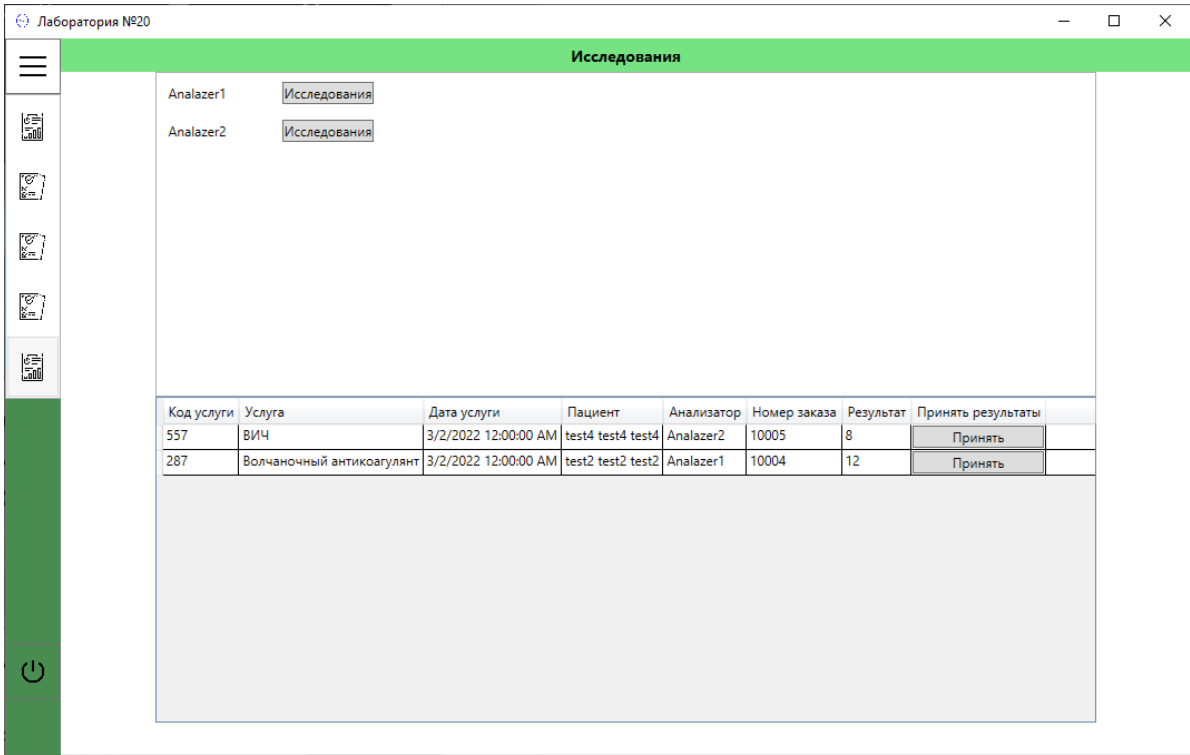 Лаборатория №20
Исследования
Analazer1 Исследования
Analazer2 Исследования
Код услуги Услуга Дата услуги Пациент Анализатор Номер заказа Результат Принять результаты
557 ВИЧ 3/2/2022 12:00:00 AM test4 test4 test4 Analazer2 10005 8 Принять
287 Волчаночный антикоагулянт 3/2/2022 12:00:00 AM test2 test2 test2 Analazer1 10004 12 Принять